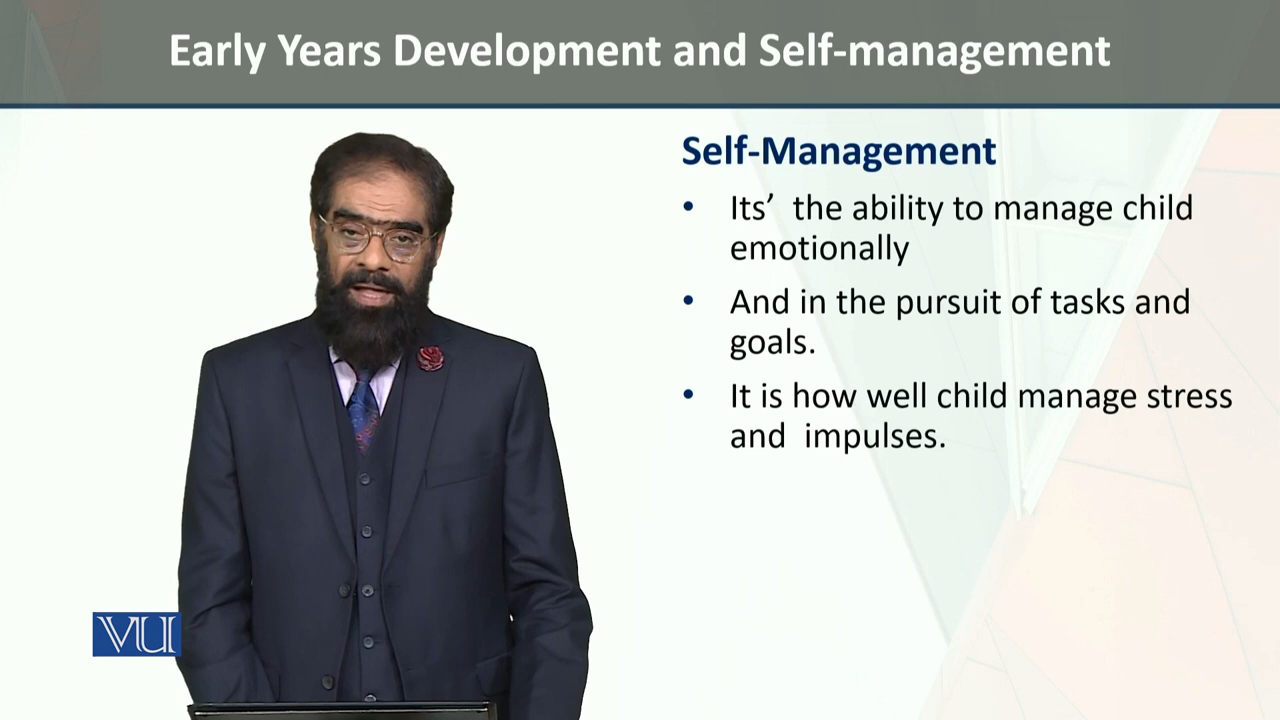 Early Years Development and Self-management
Self-Management
• Its’ the ability to manage child
emotionally
• And in the pursuit of tasks and
goals.
• It is how well child manage stress
and impulses.
VU